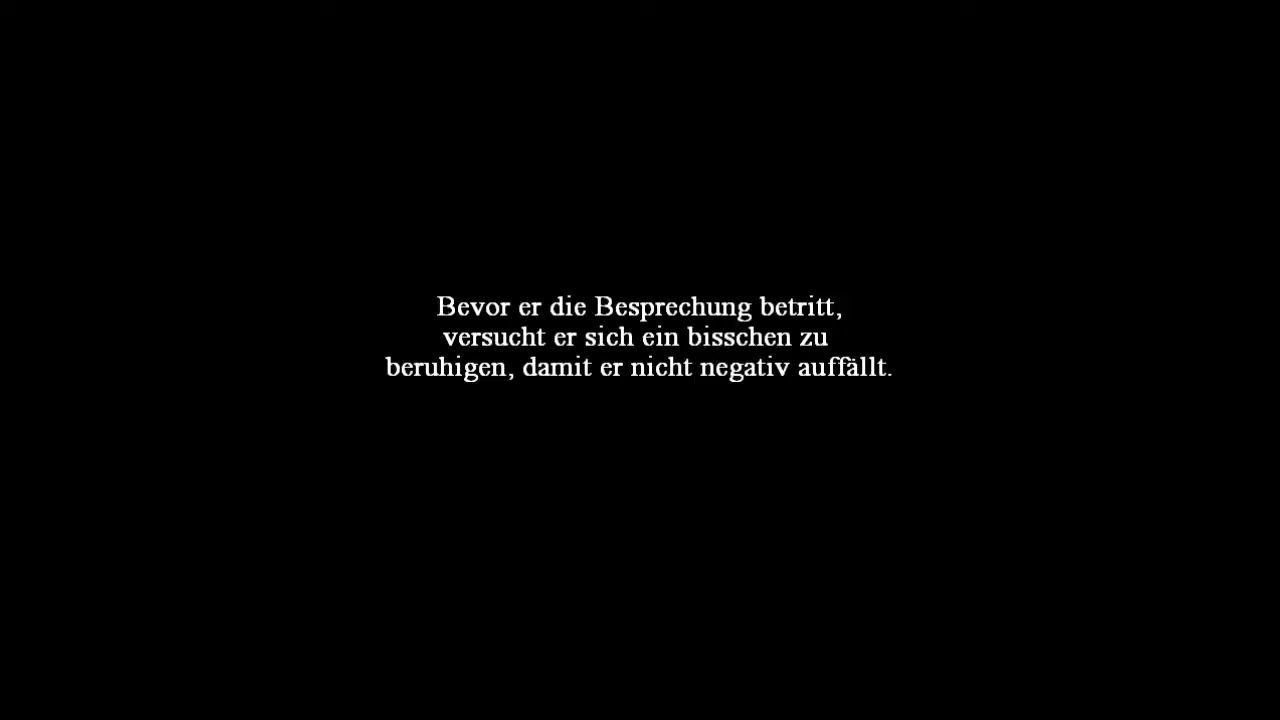 Bevor er die Besprechung betritt,
versucht er sich ein bisschen zu
beruhigen, damit er nicht negativ auffällt.